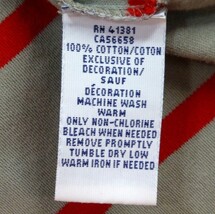 RN 41381
CA56658
100% COTTON/COTON
EXCLUSIVE OF
DECORATION/
SAUF
DÉCORATION
MACHINE WASH
WARM
ONLY NON-CHLORINE
BLEACH WHEN NEEDED
REMOVE PROMPTLY
TUMBLE DRY LOW
WARM IRON IF NEEDED